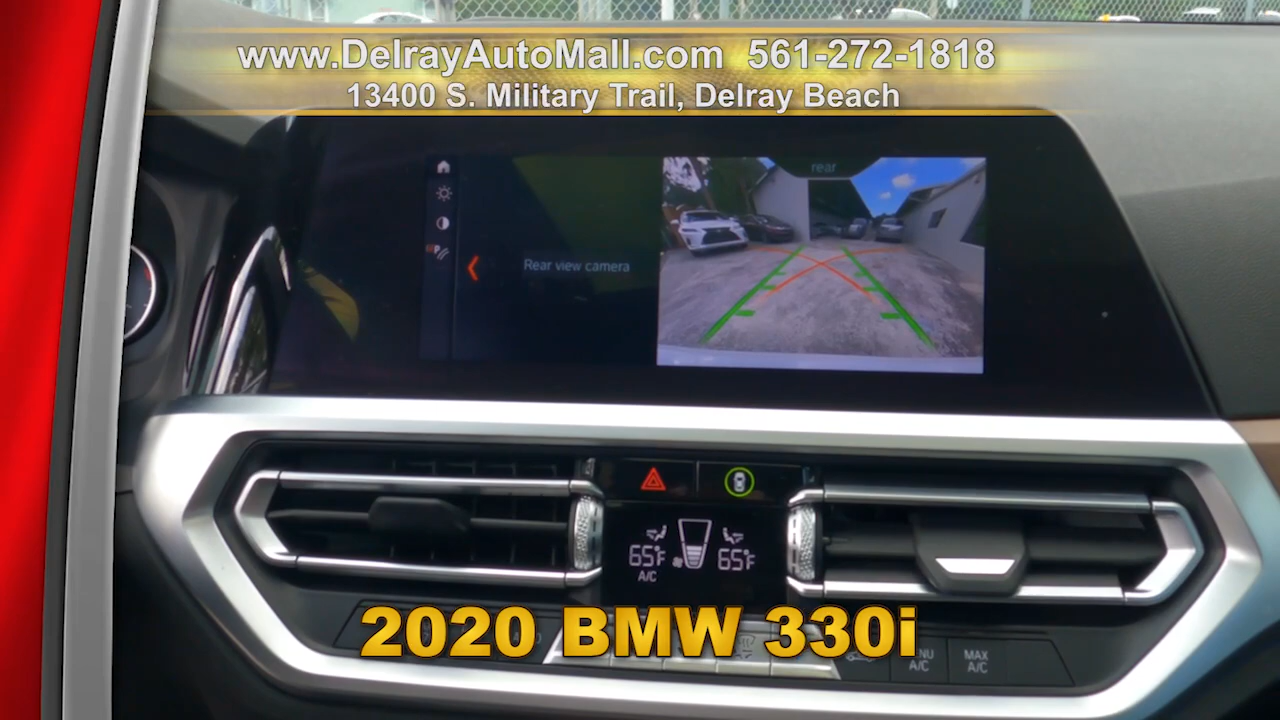 www.DelrayAutoMall.com 561-272-1818
13400 S. Military Trail, Delray Beach
rear
Rear view camera
65°F 65°F
A/C
2020 BMW 330i
A/C
MAX
A/C